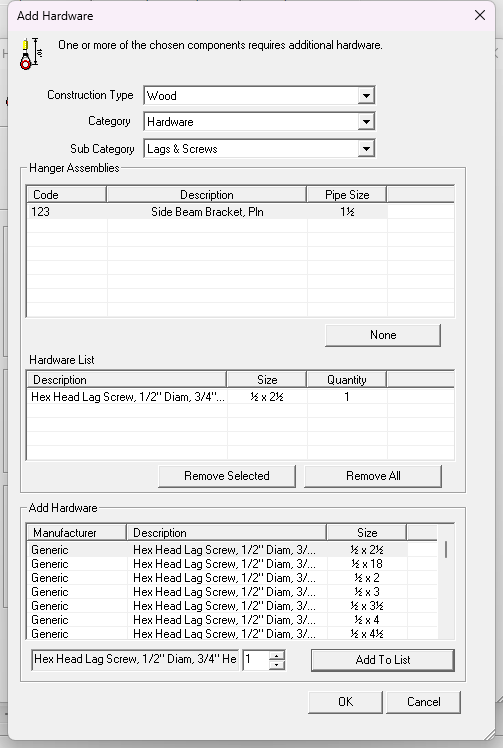 Add Hardware
One or more of the chosen components requires additional hardware.
Construction Type Wood
Category Hardware
Sub Category Lags & Screws
Hanger Assemblies
Code Description Pipe Size
123 Side Beam Bracket, Pln 1½
None
Hardware List
Description Size Quantity
Hex Head Lag Screw, 1/2" Diam, 3/4"... ½ x 2½ 1
Remove Selected Remove All
Add Hardware
Manufacturer Description Size
Generic Hex Head Lag Screw, 1/2" Diam, 3/... ½ x 2½
Generic Hex Head Lag Screw, 1/2" Diam, 3/... ½ x 18
Generic Hex Head Lag Screw, 1/2" Diam, 3/... ½ x 2
Generic Hex Head Lag Screw, 1/2" Diam, 3/... ½ x 3
Generic Hex Head Lag Screw, 1/2" Diam, 3/... ½ x 3½
Generic Hex Head Lag Screw, 1/2" Diam, 3/... ½ x 4
Generic Hex Head Lag Screw, 1/2" Diam, 3/... ½ x 4½
Hex Head Lag Screw, 1/2" Diam, 3/4" He 1 Add To List
OK Cancel